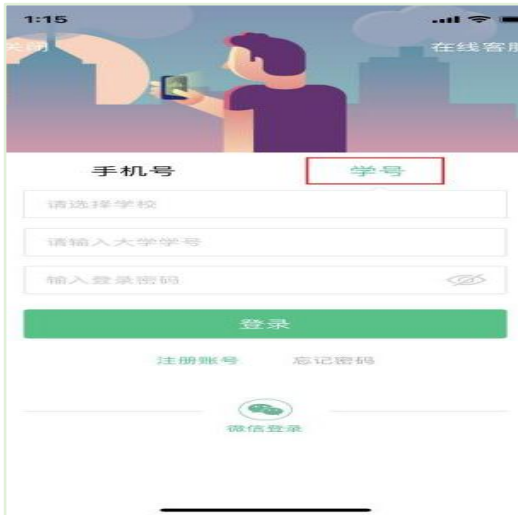 1:15
关闭 在线客服
手机号 学号
请选择学校
请输入大学学号
输入登录密码
登录
注册账号 忘记密码
微信登录